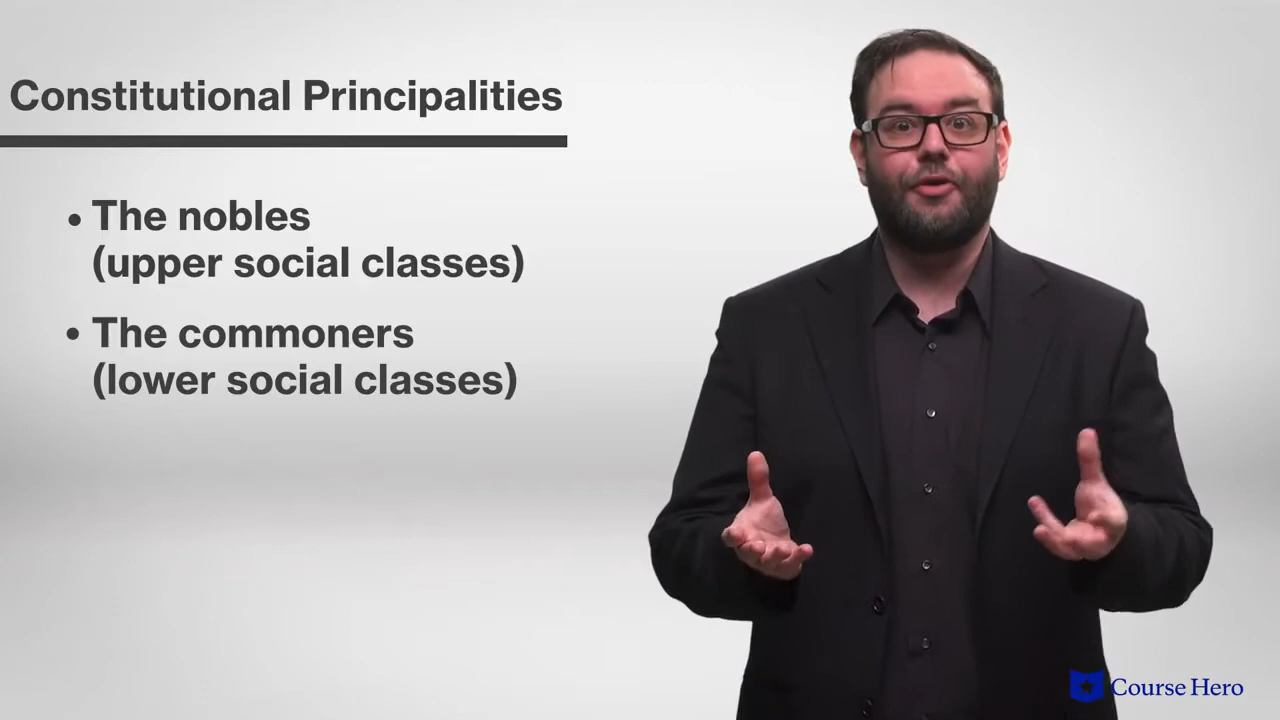 Constitutional Principalities
• The nobles
(upper social classes)
• The commoners
(lower social classes)
Course Hero